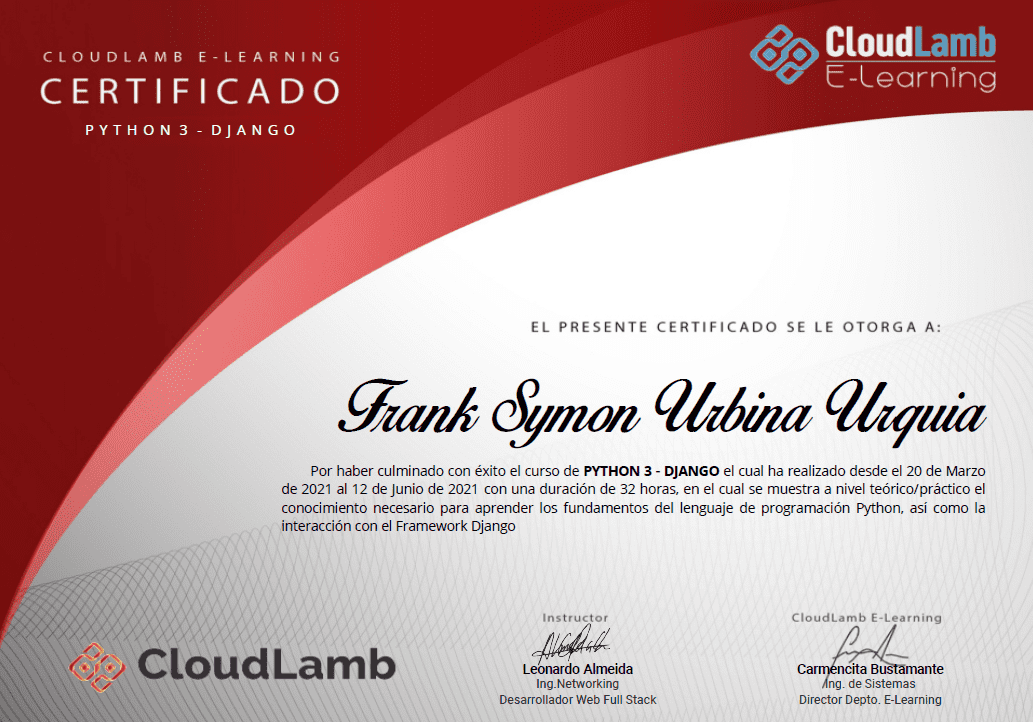 CLOUDLAMB E-LEARNING
CERTIFICADO
PYTHON 3 - DJANGO
CloudLamb
E-Learning
EL PRESENTE CERTIFICADO SE LE OTORGA A:
Frank Symon Urbina Urquia
Por haber culminado con éxito el curso de PYTHON 3 - DJANGO el cual ha realizado desde el 20 de Marzo
de 2021 al 12 de Junio de 2021 con una duración de 32 horas, en el cual se muestra a nivel teórico/práctico el
conocimiento necesario para aprender los fundamentos del lenguaje de programación Python, así como la
interacción con el Framework Django
Instructor
Leonardo Almeida
Ing.Networking
Desarrollador Web Full Stack
CloudLamb E-Learning
Carmencita Bustamante
Ing. de Sistemas
Director Depto. E-Learning
CloudLamb